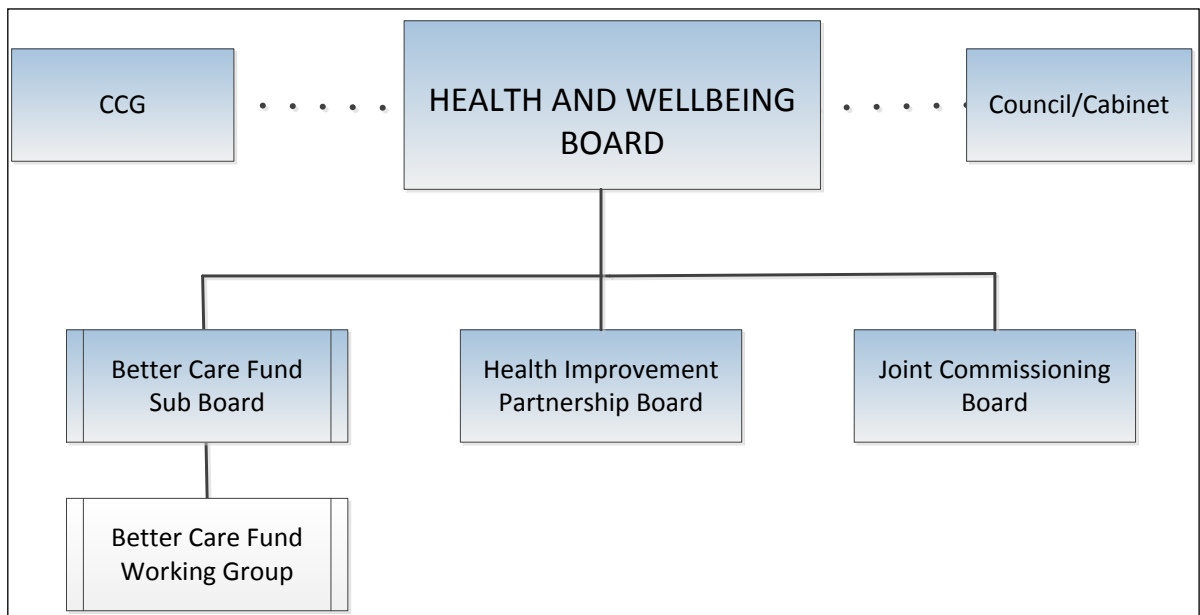 CCG
HEALTH AND WELLBEING
BOARD
Council/Cabinet
Better Care Fund
Sub Board
Health Improvement
Partnership Board
Joint Commissioning
Board
Better Care Fund
Working Group